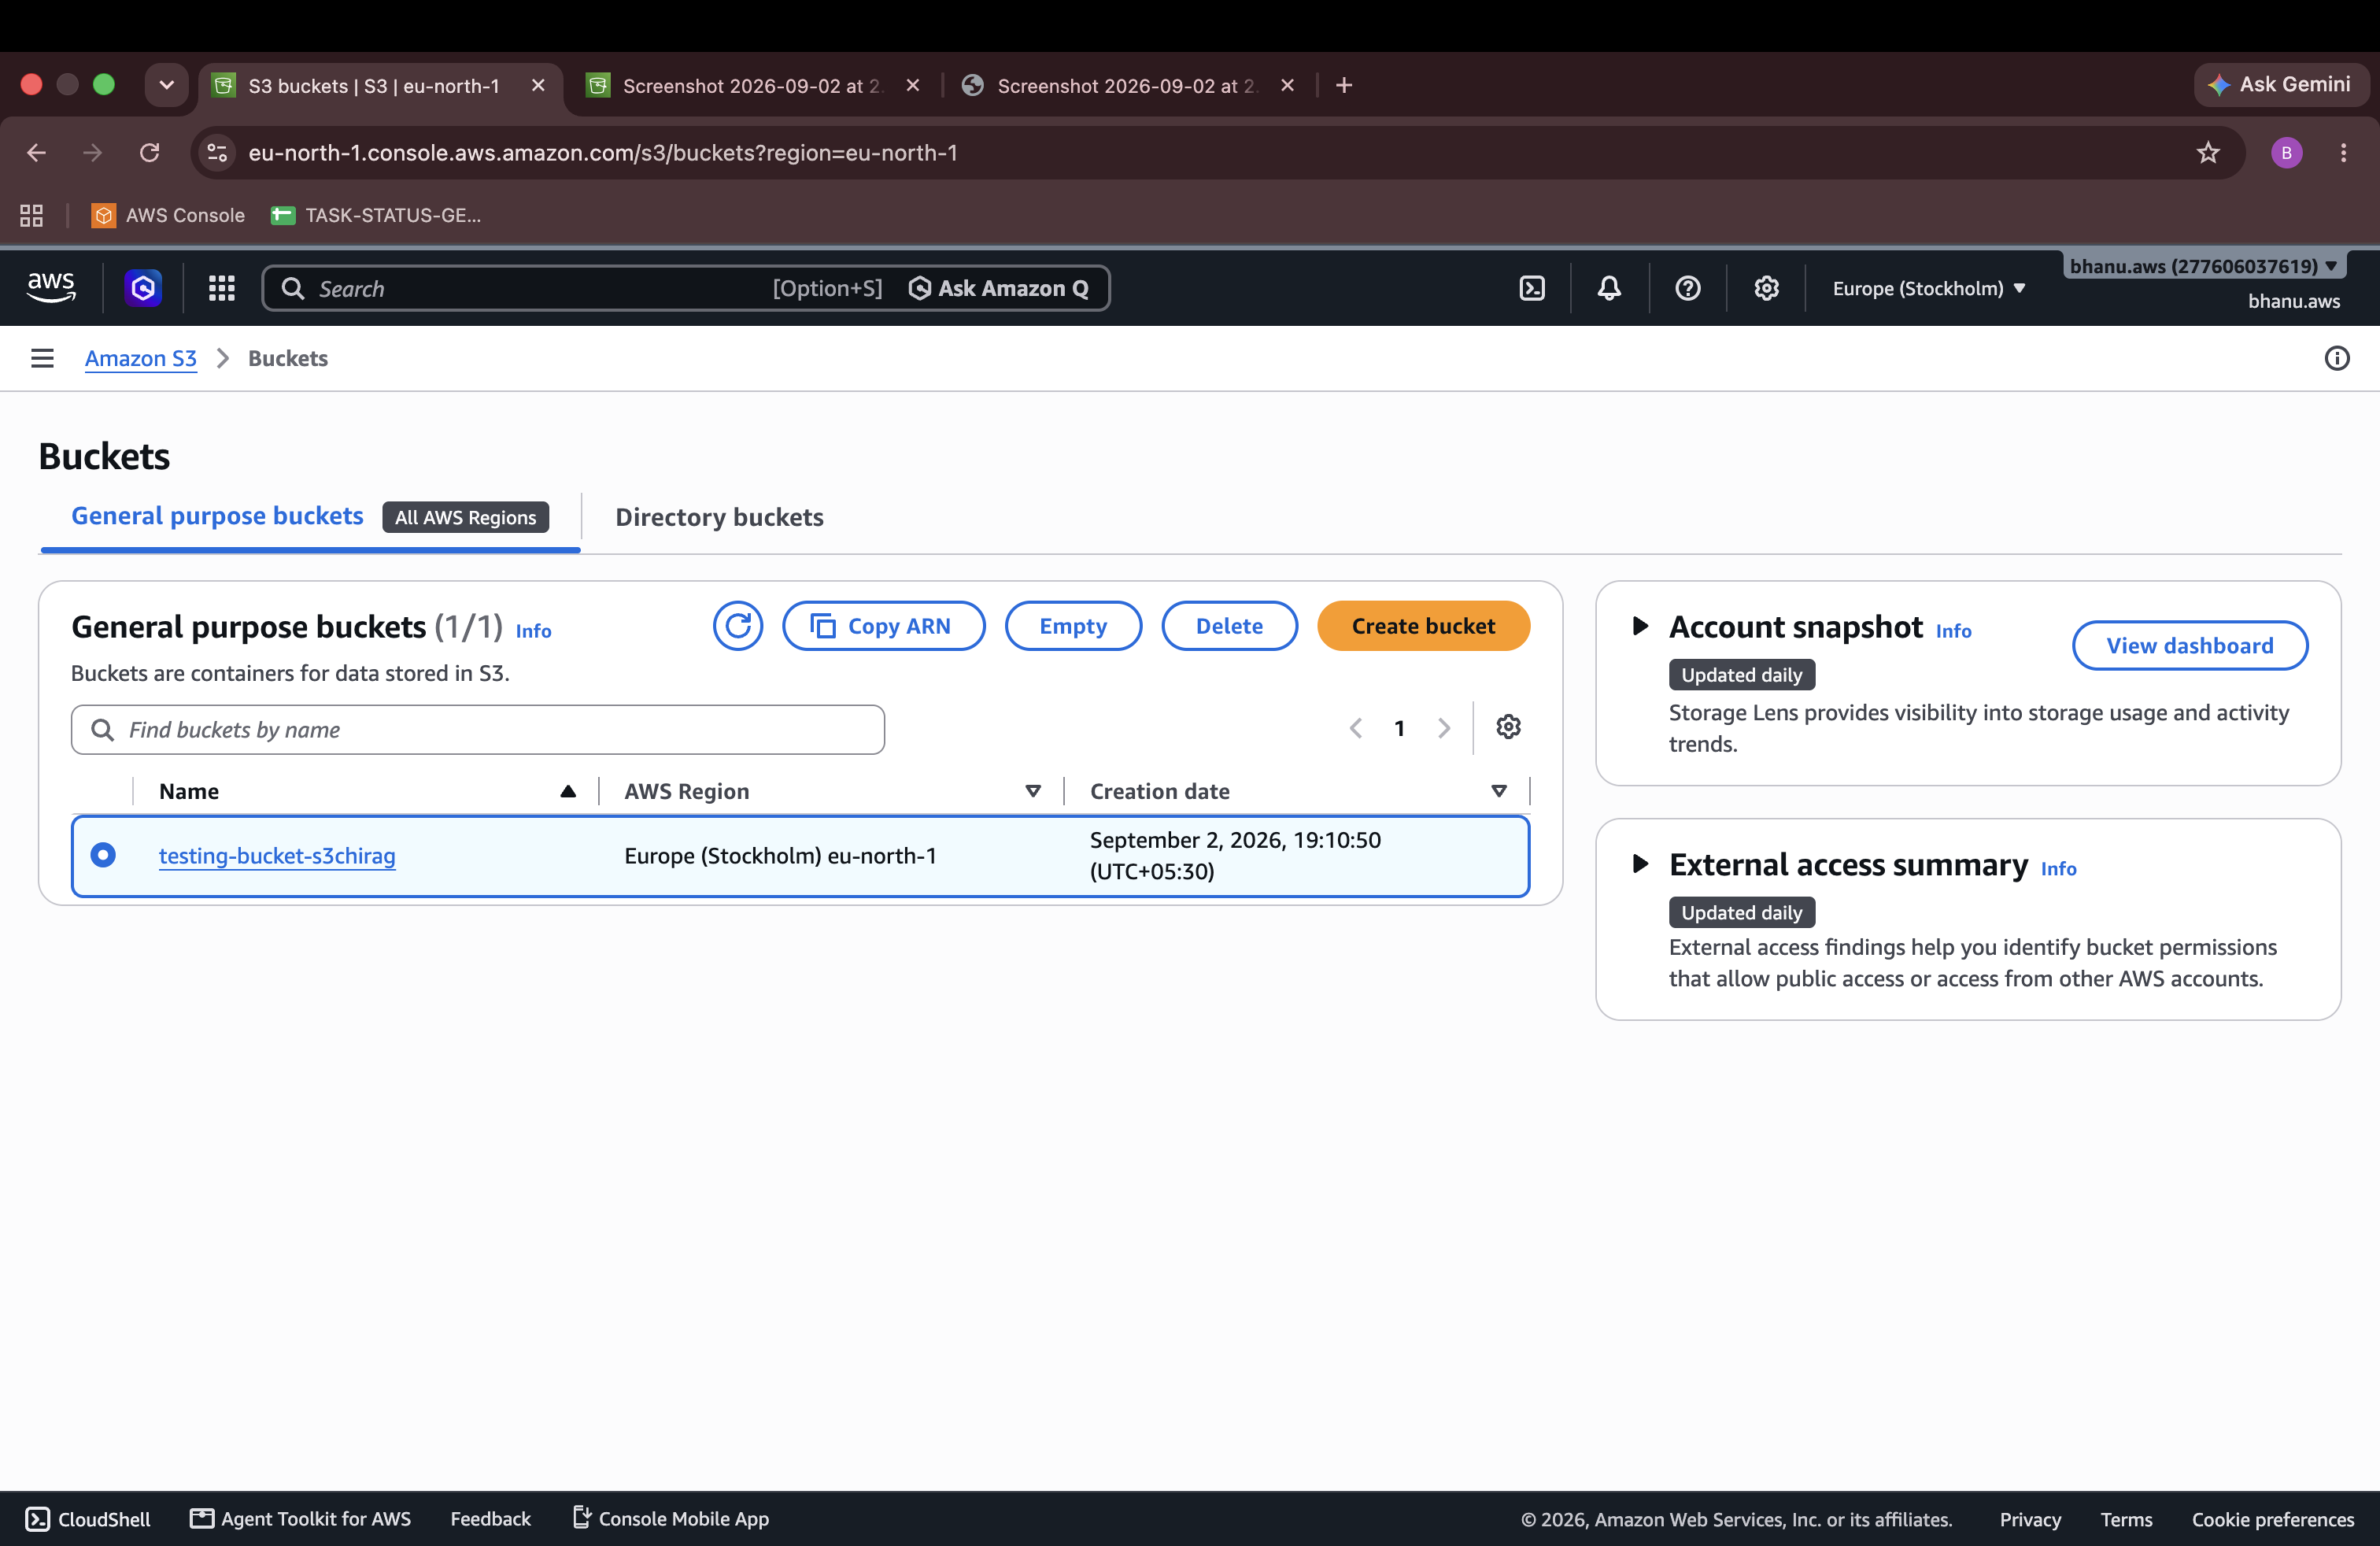 S3 buckets | S3 | eu-north-1
Screenshot 2026-09-02 at 2.
Screenshot 2026-09-02 at 2.
Ask Gemini
eu-north-1.console.aws.amazon.com/s3/buckets?region=eu-north-1
B
AWS Console
TASK-STATUS-GE...
aws
Search
[Option+S]
Ask Amazon Q
Europe (Stockholm)
bhanu.aws (277606037619)
bhanu.aws
Amazon S3
Buckets
Buckets
General purpose buckets
All AWS Regions
Directory buckets
General purpose buckets (1/1) Info
Copy ARN
Empty
Delete
Create bucket
Buckets are containers for data stored in S3.
Find buckets by name
1
Name
AWS Region
Creation date
testing-bucket-s3chirag
Europe (Stockholm) eu-north-1
September 2, 2026, 19:10:50
(UTC+05:30)
Account snapshot Info
View dashboard
Updated daily
Storage Lens provides visibility into storage usage and activity
trends.
External access summary Info
Updated daily
External access findings help you identify bucket permissions
that allow public access or access from other AWS accounts.
CloudShell
Agent Toolkit for AWS
Feedback
Console Mobile App
© 2026, Amazon Web Services, Inc. or its affiliates.
Privacy
Terms
Cookie preferences